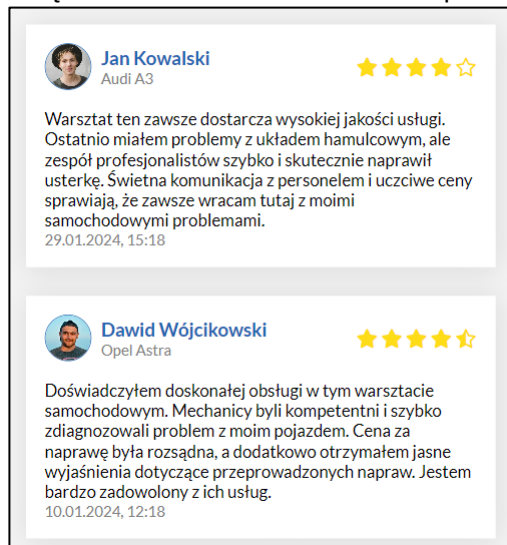 Jan Kowalski
Audi A3
Warsztat ten zawsze dostarcza wysokiej jakości usługi.
Ostatnio miałem problemy z układem hamulcowym, ale
zespół profesjonalistów szybko i skutecznie naprawił
usterkę. Świetna komunikacja z personelem i uczciwe ceny
sprawiają, że zawsze wracam tutaj z moimi
samochodowymi problemami.
29.01.2024, 15:18
Dawid Wójcikowski
Opel Astra
Doświadczyłem doskonałej obsługi w tym warsztacie
samochodowym. Mechanicy byli kompetentni i szybko
zdiagnozowali problem z moim pojazdem. Cena za
naprawę była rozsądna, a dodatkowo otrzymałem jasne
wyjaśnienia dotyczące przeprowadzonych napraw. Jestem
bardzo zadowolony z ich usług.
10.01.2024, 12:18